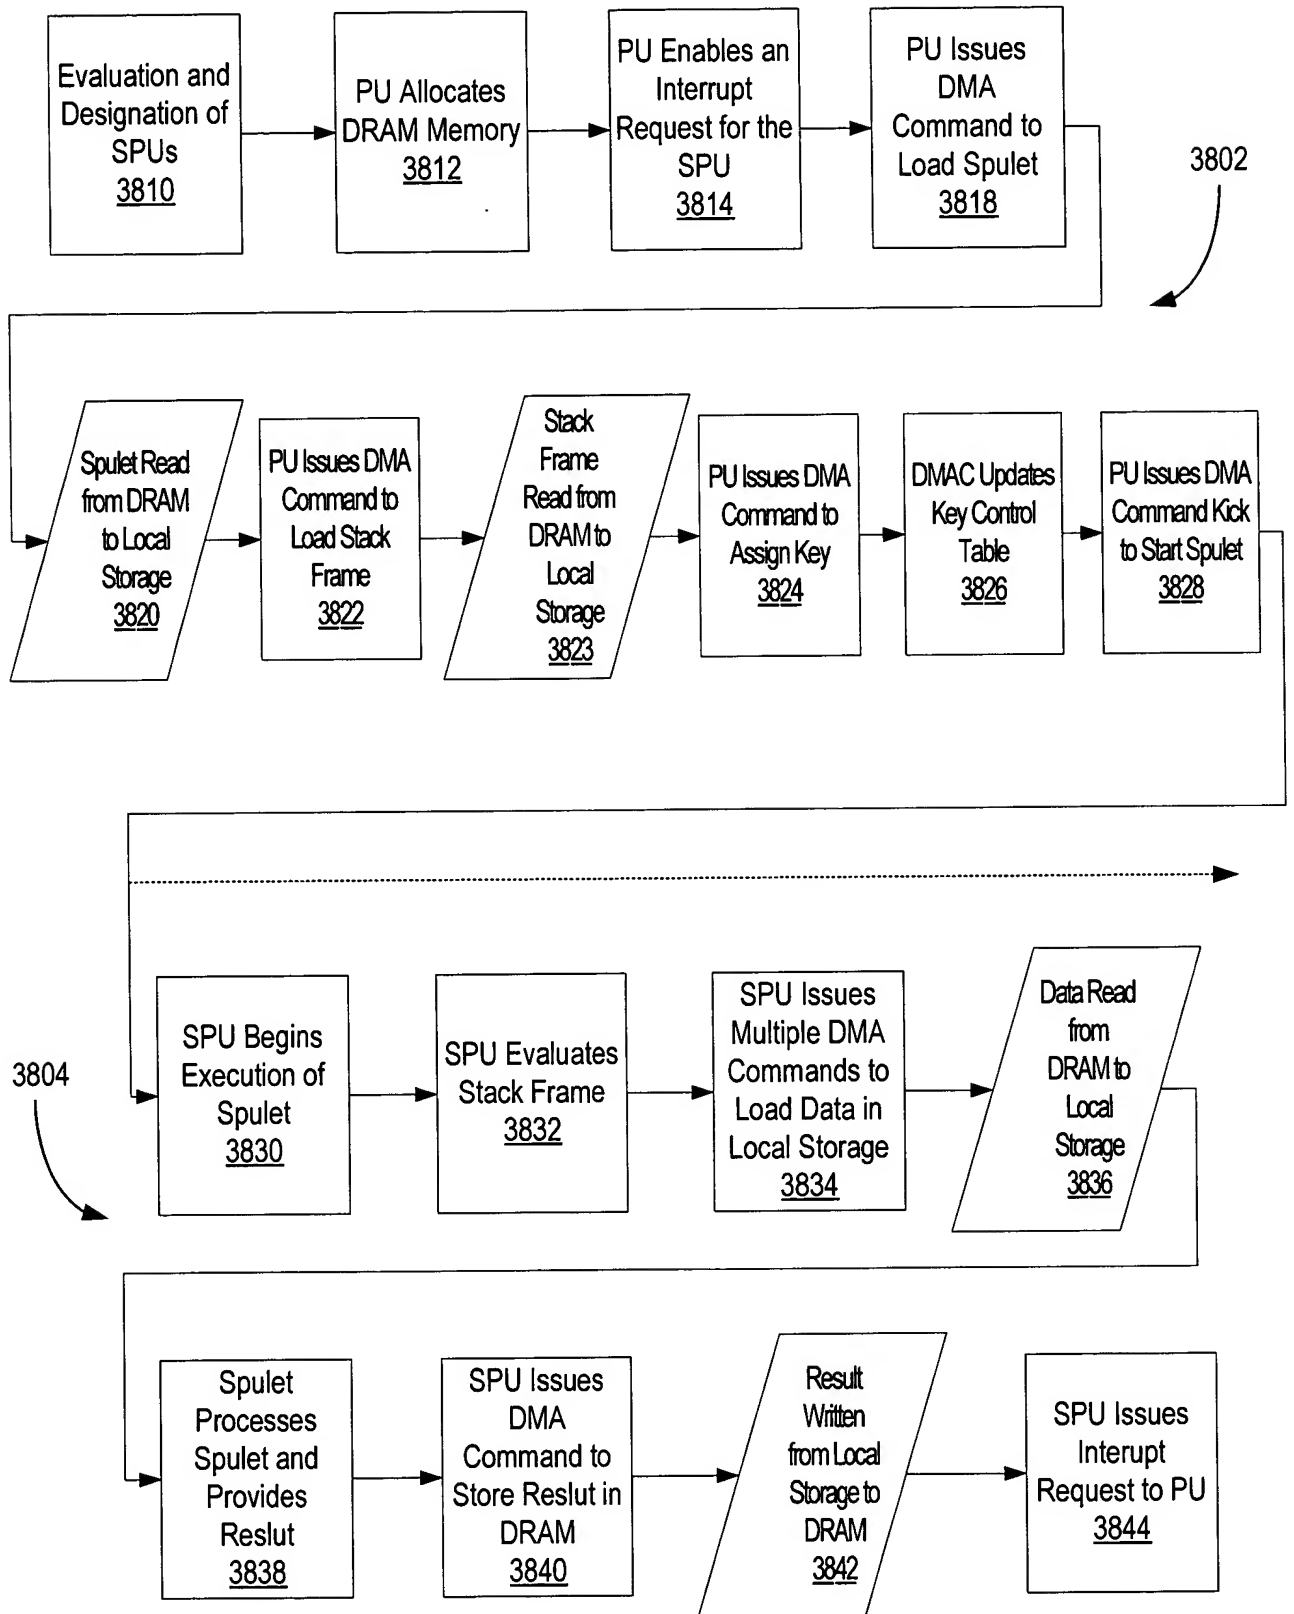 Evaluation and
Designation of
SPUs
3810
PU Allocates
DRAM Memory
3812
PU Enables an
Interrupt
Request for the
SPU
3814
PU Issues
DMA
Command to
Load Spulet
3818
3802
Spulet Read
from DRAM
to Local
Storage
3820
PU Issues DMA
Command to
Load Stack
Frame
3822
Stack
Frame
Read from
DRAM to
Local
Storage
3823
PU Issues DMA
Command to
Assign Key
3824
DMAC Updates
Key Control
Table
3826
PU Issues DMA
Command Kick
to Start Spulet
3828
3804
SPU Begins
Execution of
Spulet
3830
SPU Evaluates
Stack Frame
3832
SPU Issues
Multiple DMA
Commands to
Load Data in
Local Storage
3834
Data Read
from
DRAM to
Local
Storage
3836
Spulet
Processes
Spulet and
Provides
Reslut
3838
SPU Issues
DMA
Command to
Store Reslut in
DRAM
3840
Result
Written
from Local
Storage to
DRAM
3842
SPU Issues
Interupt
Request to PU
3844